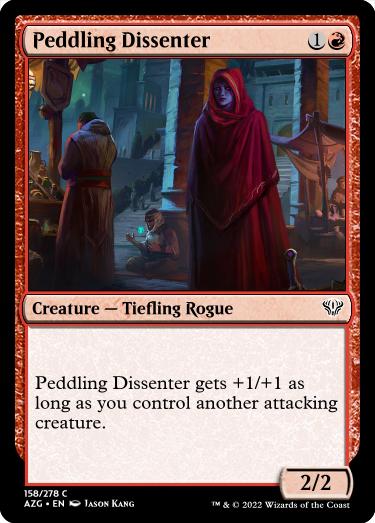 Peddling Dissenter 1
Creature — Tiefling Rogue
Peddling Dissenter gets +1/+1 as
long as you control another attacking
creature.
2/2
158/278 C
AZG • EN Jason Kang
™ & © 2022 Wizards of the Coast